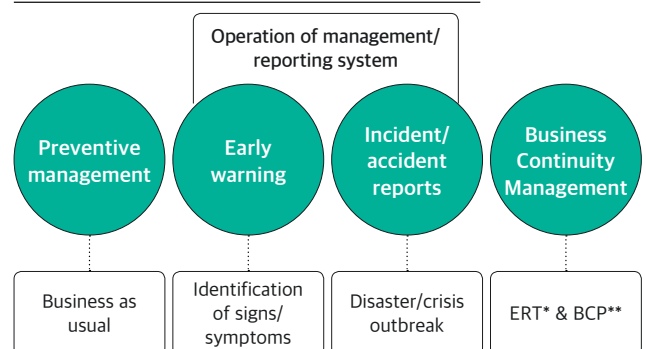 Operation of management/
reporting system
Preventive
management
Early
warning
Incident/
accident
reports
Business
Continuity
Management
Business as
usual
Identification
of signs/
symptoms
Disaster/crisis
outbreak
ERT* & BCP**